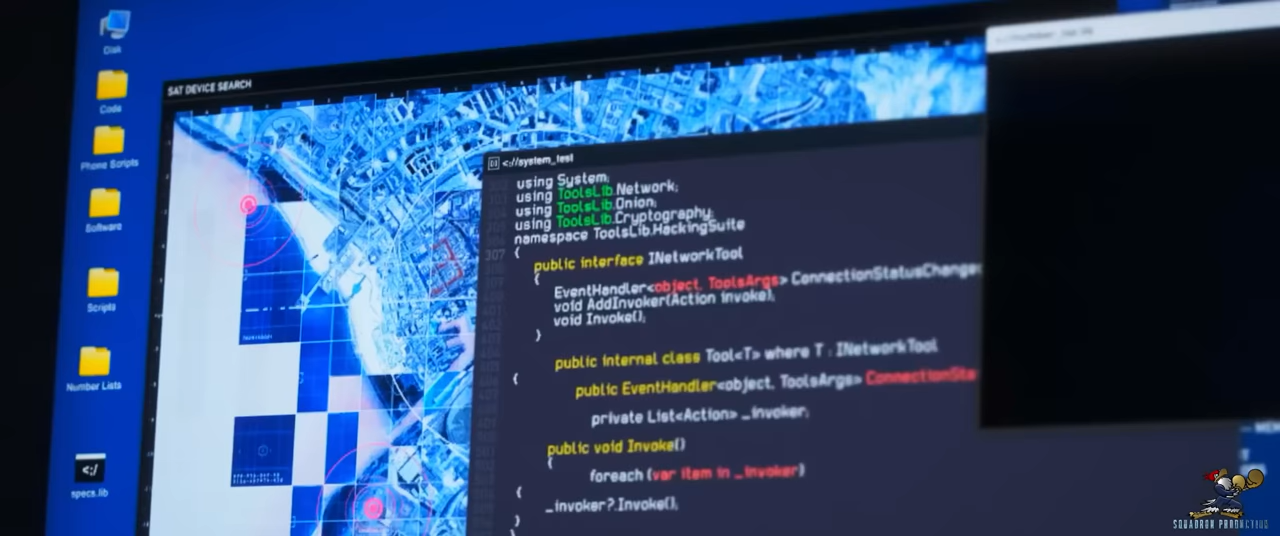 Disk
Code
Phone Scripts
Software
Scripts
Number Lists
specs.lib
SAT DEVICE SEARCH
<://system_test
using System;
using ToolsLib.Network;
using ToolsLib.Onion;
using ToolsLib.Cryptography;
namespace ToolsLib.HackingSuite
307 {
public interface INetworkTool
{
EventHandler<object, ToolsArgs> ConnectionStatusChange
void AddInvoker(Action invoke);
void Invoke();
}
public internal class Tool<T> where T : INetworkTool
{
public EventHandler<object, ToolsArgs> ConnectionSta
private List<Action> _invoker;
public void Invoke()
{
foreach (var item in _invoker)
{
_invoker?.Invoke();
}
}
SQUADRON PRODUCTION